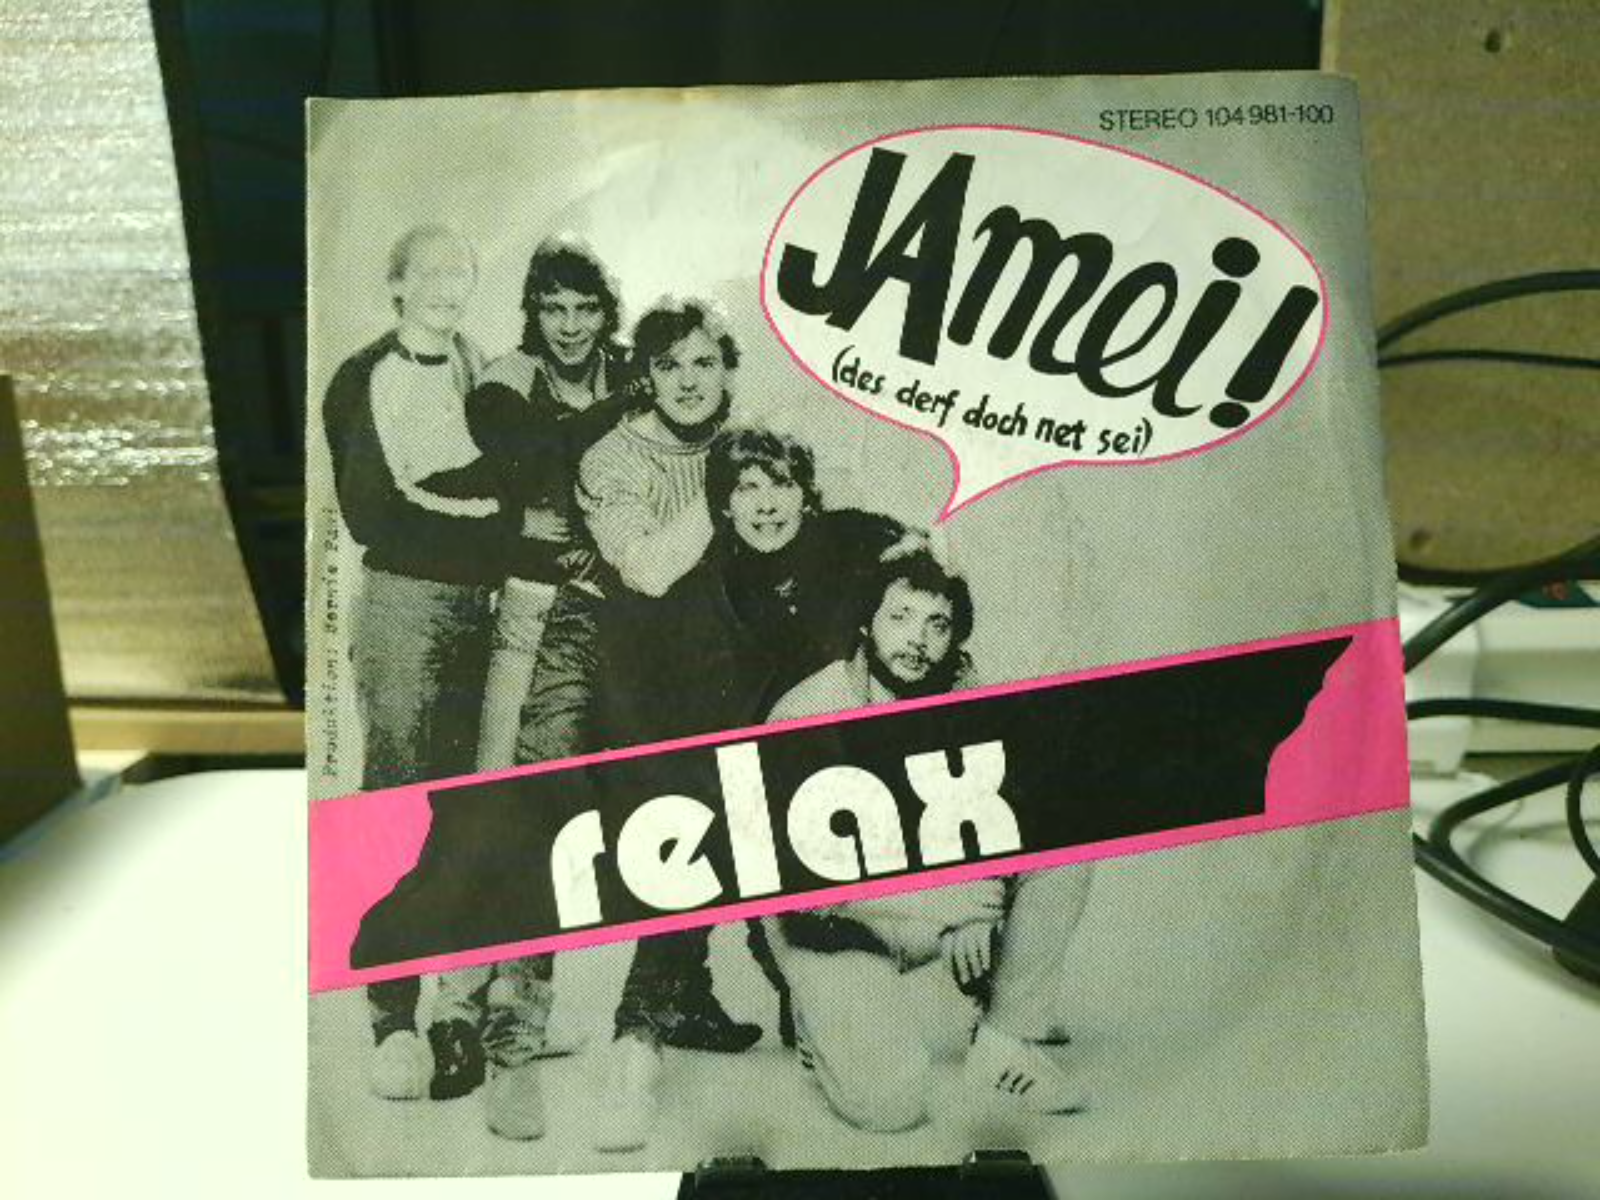 STEREO 104 981-100
JAmei!
(des derf doch net sei)
relax